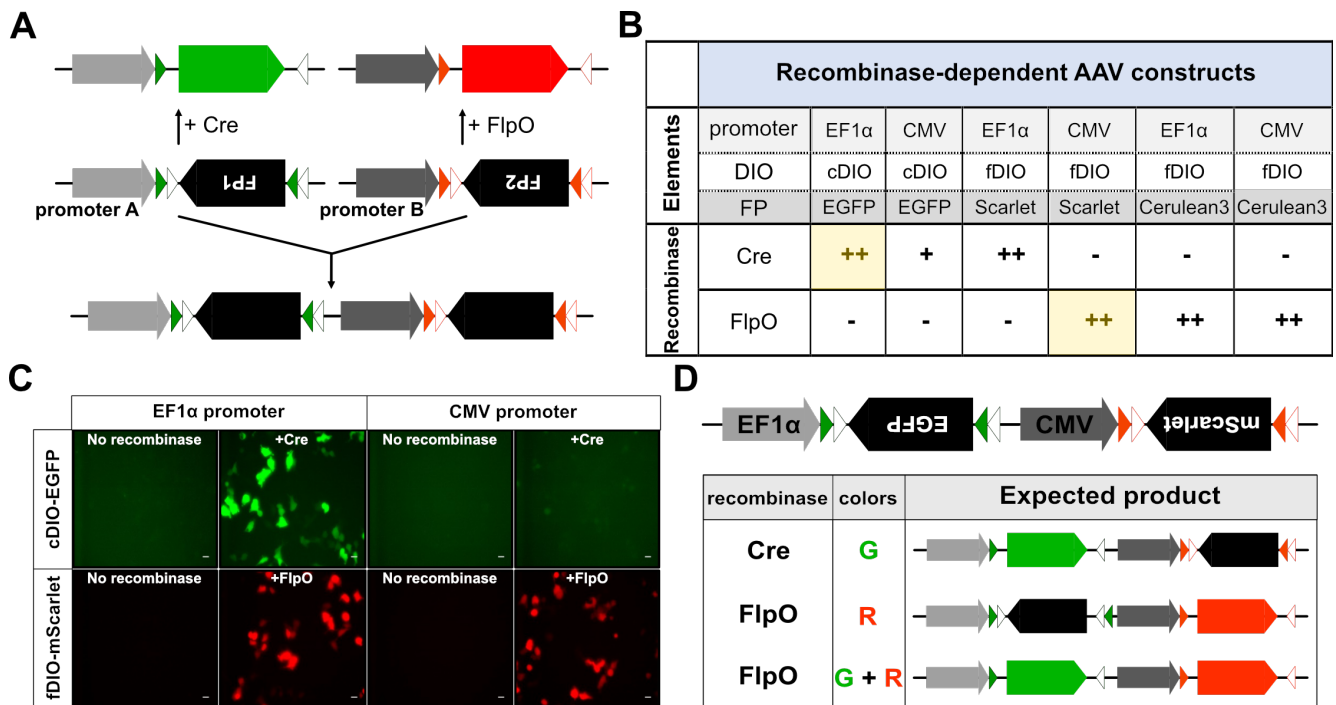 A
+ Cre
+ FlpO
FP1
FP2
promoter A
promoter B
B
Recombinase-dependent AAV constructs
Elements
promoter EF1α CMV EF1α CMV EF1α CMV
DIO cDIO cDIO fDIO fDIO fDIO fDIO
FP EGFP EGFP Scarlet Scarlet Cerulean3 Cerulean3
Recombinase
Cre ++ + ++ - - -
FlpO - - - ++ ++ ++
C
EF1α promoter CMV promoter
cDIO-EGFP
No recombinase +Cre No recombinase +Cre
fDIO-mScarlet
No recombinase +FlpO No recombinase +FlpO
D
EF1α EGFP CMV mScarlet
recombinase colors Expected product
Cre G
FlpO R
FlpO G + R